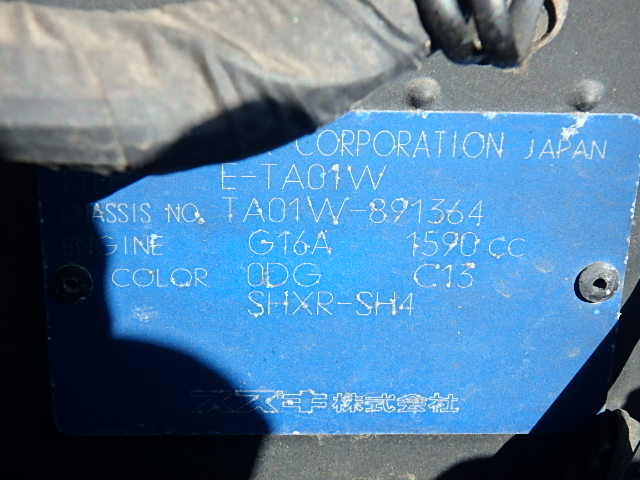 CORPORATION JAPAN
E-TA01W
CHASSIS NO. TA01W-891364
ENGINE G16A 1590 cc
COLOR 0DG C13
SHXR-SH4
スズキ株式会社